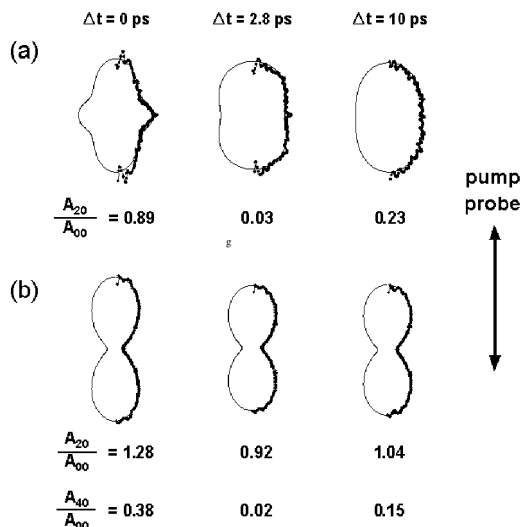 Δt = 0 ps Δt = 2.8 ps Δt = 10 ps
(a)
A20/A00 = 0.89 0.03 0.23
g
pump
probe
(b)
A20/A00 = 1.28 0.92 1.04
A40/A00 = 0.38 0.02 0.15